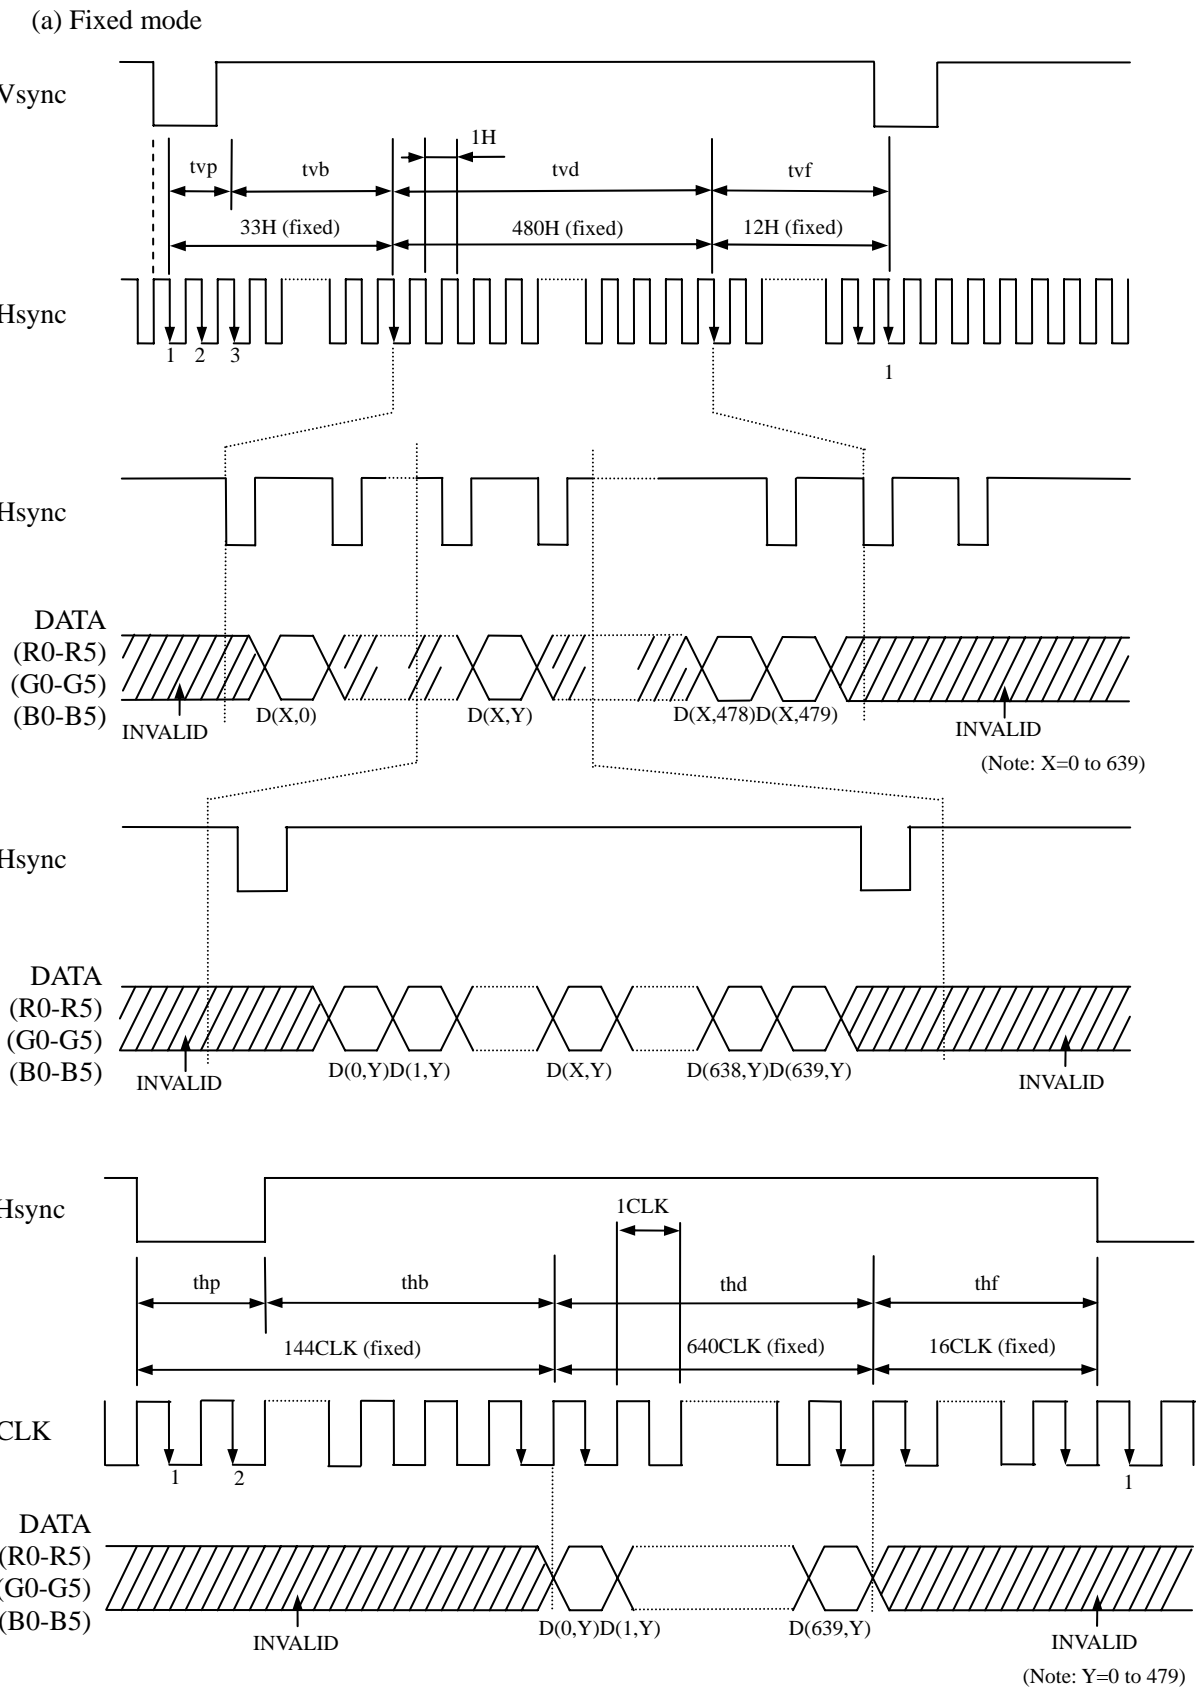 (a) Fixed mode
Vsync
1H
tvp tvb tvd tvf
33H (fixed) 480H (fixed) 12H (fixed)
Hsync
1 2 3
1
Hsync
DATA
(R0-R5)
(G0-G5)
(B0-B5)
D(X,0) D(X,Y) D(X,478)D(X,479)
INVALID INVALID
(Note: X=0 to 639)
Hsync
DATA
(R0-R5)
(G0-G5)
(B0-B5)
D(0,Y)D(1,Y) D(X,Y) D(638,Y)D(639,Y)
INVALID INVALID
Hsync
1CLK
thp thb thd thf
144CLK (fixed) 640CLK (fixed) 16CLK (fixed)
CLK
1 2 1
DATA
(R0-R5)
(G0-G5)
(B0-B5)
D(0,Y)D(1,Y) D(639,Y)
INVALID INVALID
(Note: Y=0 to 479)